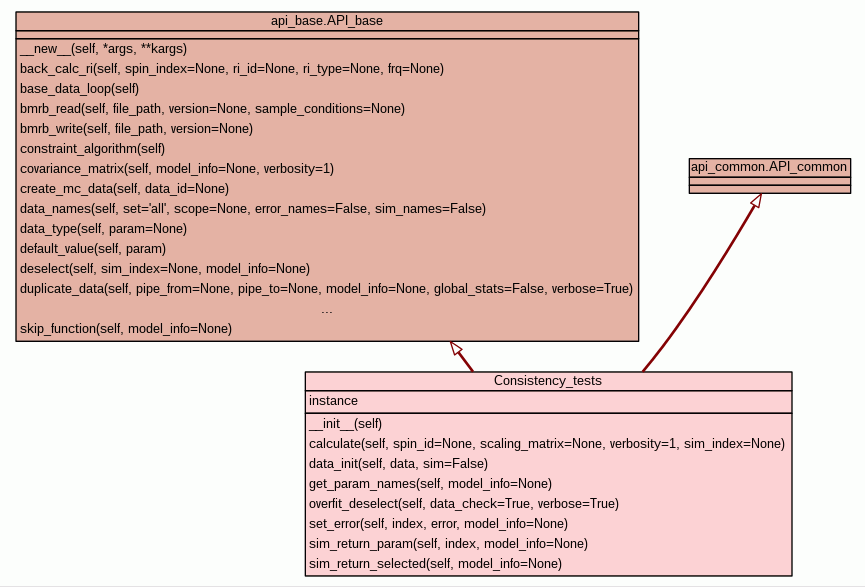 api_base.API_base
__new__(self, *args, **kargs)
back_calc_ri(self, spin_index=None, ri_id=None, ri_type=None, frq=None)
base_data_loop(self)
bmrb_read(self, file_path, version=None, sample_conditions=None)
bmrb_write(self, file_path, version=None)
constraint_algorithm(self)
covariance_matrix(self, model_info=None, verbosity=1)
create_mc_data(self, data_id=None)
data_names(self, set='all', scope=None, error_names=False, sim_names=False)
data_type(self, param=None)
default_value(self, param)
deselect(self, sim_index=None, model_info=None)
duplicate_data(self, pipe_from=None, pipe_to=None, model_info=None, global_stats=False, verbose=True)
...
skip_function(self, model_info=None)
api_common.API_common
Consistency_tests
instance
__init__(self)
calculate(self, spin_id=None, scaling_matrix=None, verbosity=1, sim_index=None)
data_init(self, data, sim=False)
get_param_names(self, model_info=None)
overfit_deselect(self, data_check=True, verbose=True)
set_error(self, index, error, model_info=None)
sim_return_param(self, index, model_info=None)
sim_return_selected(self, model_info=None)